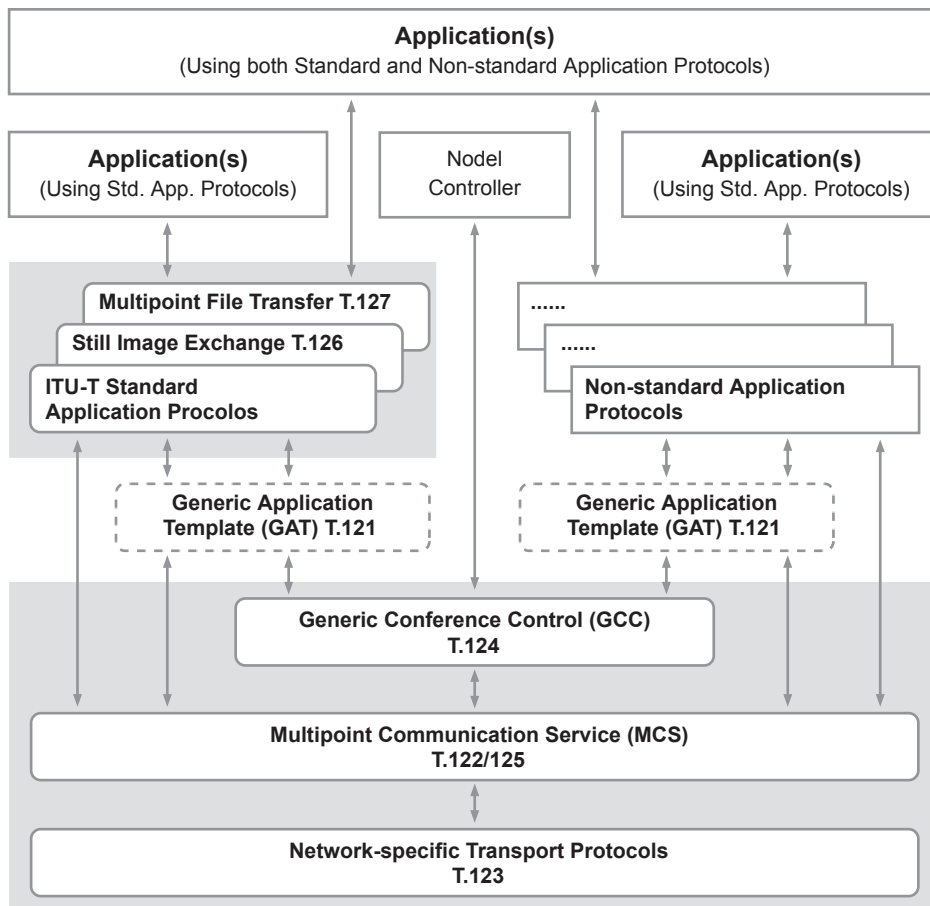 Application(s)
(Using both Standard and Non-standard Application Protocols)
Application(s)
(Using Std. App. Protocols)
Nodel
Controller
Application(s)
(Using Std. App. Protocols)
Multipoint File Transfer T.127
Still Image Exchange T.126
ITU-T Standard
Application Procolos
......
......
Non-standard Application
Protocols
Generic Application
Template (GAT) T.121
Generic Application
Template (GAT) T.121
Generic Conference Control (GCC)
T.124
Multipoint Communication Service (MCS)
T.122/125
Network-specific Transport Protocols
T.123